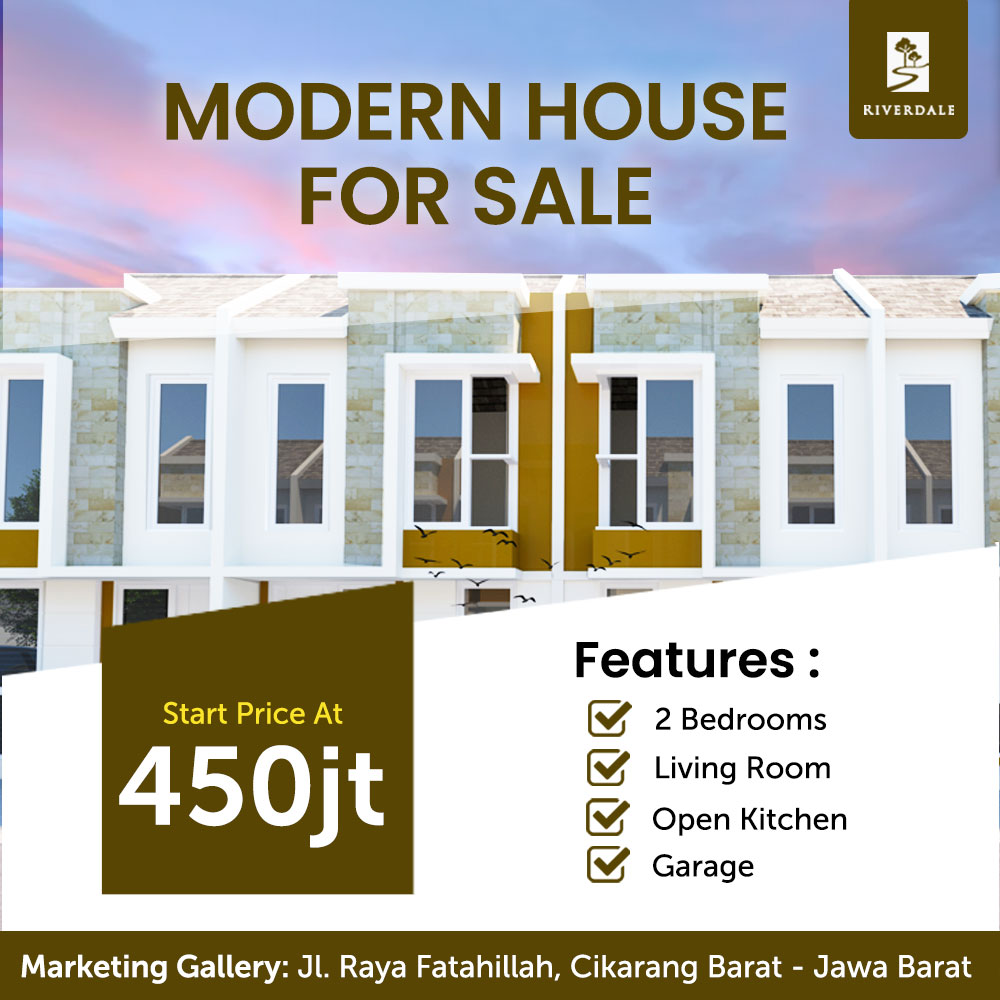 RIVERDALE
MODERN HOUSE
FOR SALE
Start Price At
450jt
Features :
2 Bedrooms
Living Room
Open Kitchen
Garage
Marketing Gallery: Jl. Raya Fatahillah, Cikarang Barat - Jawa Barat